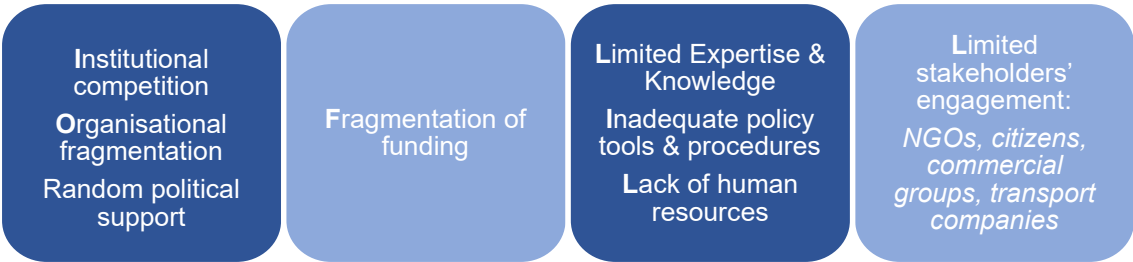 Institutional
competition
Organisational
fragmentation
Random political
support
Fragmentation of
funding
Limited Expertise &
Knowledge
Inadequate policy
tools & procedures
Lack of human
resources
Limited
stakeholders’
engagement:
NGOs, citizens,
commercial
groups, transport
companies